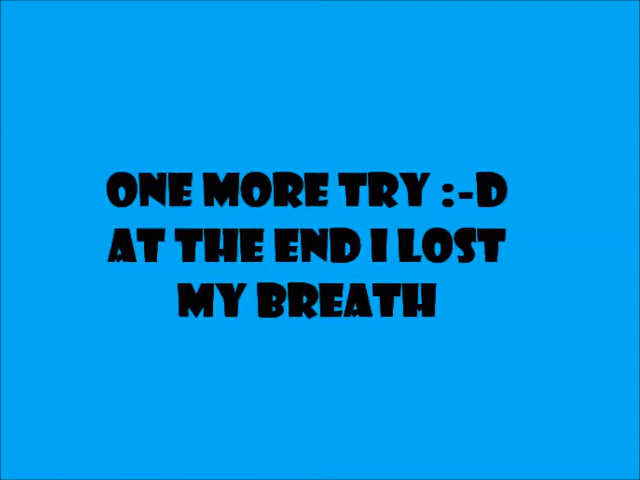 ONE MORE TRY :-D
AT THE END I LOST
MY BREATH